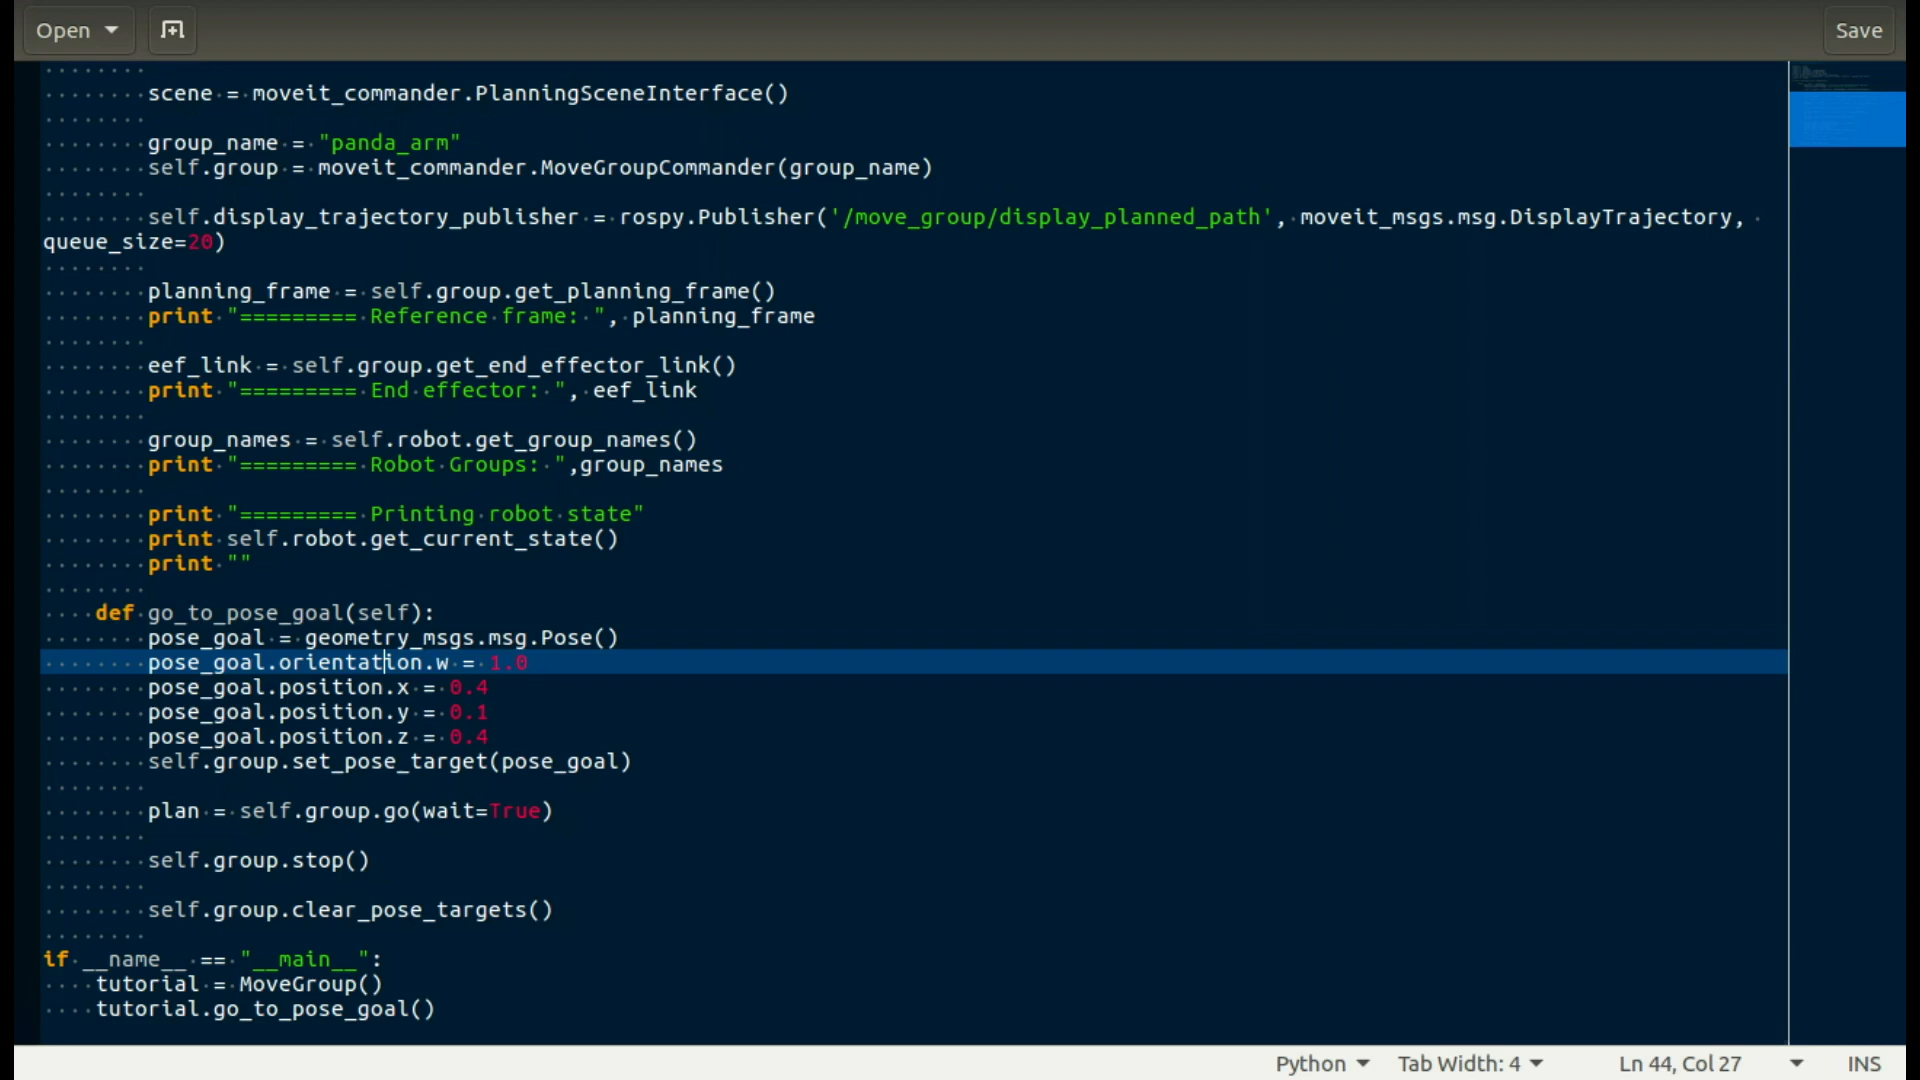 Open
Save
scene = moveit_commander.PlanningSceneInterface()
group_name = "panda_arm"
self.group = moveit_commander.MoveGroupCommander(group_name)
self.display_trajectory_publisher = rospy.Publisher('/move_group/display_planned_path', moveit_msgs.msg.DisplayTrajectory,
queue_size=20)
planning_frame = self.group.get_planning_frame()
print "========= Reference frame: ", planning_frame
eef_link = self.group.get_end_effector_link()
print "========= End effector: ", eef_link
group_names = self.robot.get_group_names()
print "========= Robot Groups: ",group_names
print "========= Printing robot state"
print self.robot.get_current_state()
print ""
def go_to_pose_goal(self):
pose_goal = geometry_msgs.msg.Pose()
pose_goal.orientation.w = 1.0
pose_goal.position.x = 0.4
pose_goal.position.y = 0.1
pose_goal.position.z = 0.4
self.group.set_pose_target(pose_goal)
plan = self.group.go(wait=True)
self.group.stop()
self.group.clear_pose_targets()
if __name__ == "__main__":
tutorial = MoveGroup()
tutorial.go_to_pose_goal()
Python Tab Width: 4 Ln 44, Col 27 INS